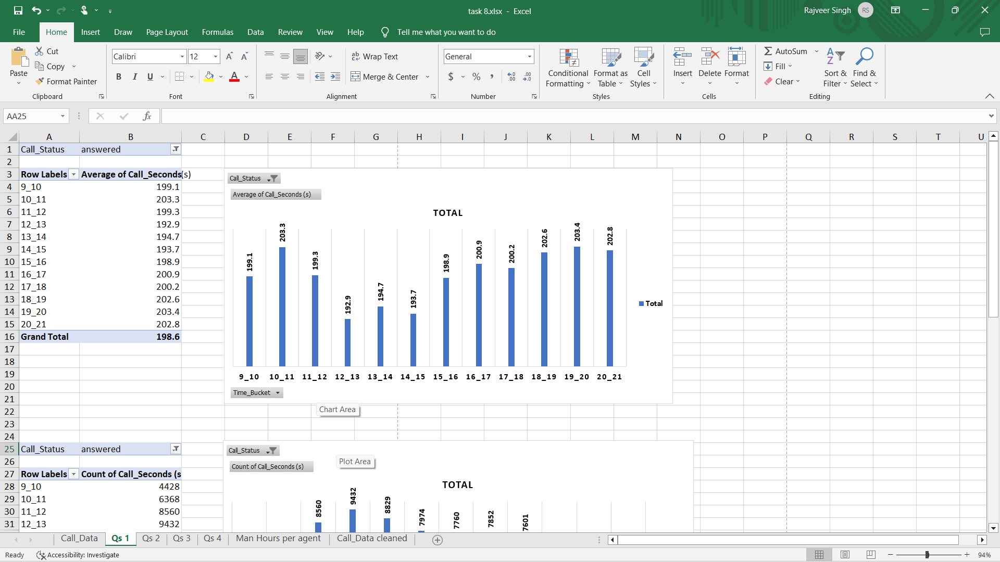 task 8.xlsx - Excel
Rajveer Singh RS
File Home Insert Draw Page Layout Formulas Data Review View Help Tell me what you want to do
Paste
Cut
Copy
Format Painter
Clipboard
Calibri 12
B I U A
Font
ab Wrap Text
Merge & Center
Alignment
General
$ % ,
Number
Conditional Formatting
Format as Table
Cell Styles
Styles
Insert Delete Format
Cells
AutoSum
Fill
Clear
Sort & Filter
Find & Select
Editing
AA25 fx
A B C D E F G H I J K L M N O P Q R S T U
1 Call_Status answered
2
3 Row Labels Average of Call_Seconds(s)
4 9_10 199.1
5 10_11 203.3
6 11_12 199.3
7 12_13 192.9
8 13_14 194.7
9 14_15 193.7
10 15_16 198.9
11 16_17 200.9
12 17_18 200.2
13 18_19 202.6
14 19_20 203.4
15 20_21 202.8
16 Grand Total 198.6
17
18
19
20
21
22
23
24
25 Call_Status answered
26
27 Row Labels Count of Call_Seconds (s
28 9_10 4428
29 10_11 6368
30 11_12 8560
31 12_13 9432
Call_Status
Average of Call_Seconds (s)
TOTAL
199.1 203.3 199.3 192.9 194.7 193.7 198.9 200.9 200.2 202.6 203.4 202.8
Total
9_10 10_11 11_12 12_13 13_14 14_15 15_16 16_17 17_18 18_19 19_20 20_21
Time_Bucket
Chart Area
Call_Status
Plot Area
Count of Call_Seconds (s)
TOTAL
8560 9432 8829 7974 7760 7852 7601
Call_Data Qs 1 Qs 2 Qs 3 Qs 4 Man Hours per agent Call_Data cleaned
Ready Accessibility: Investigate 94%